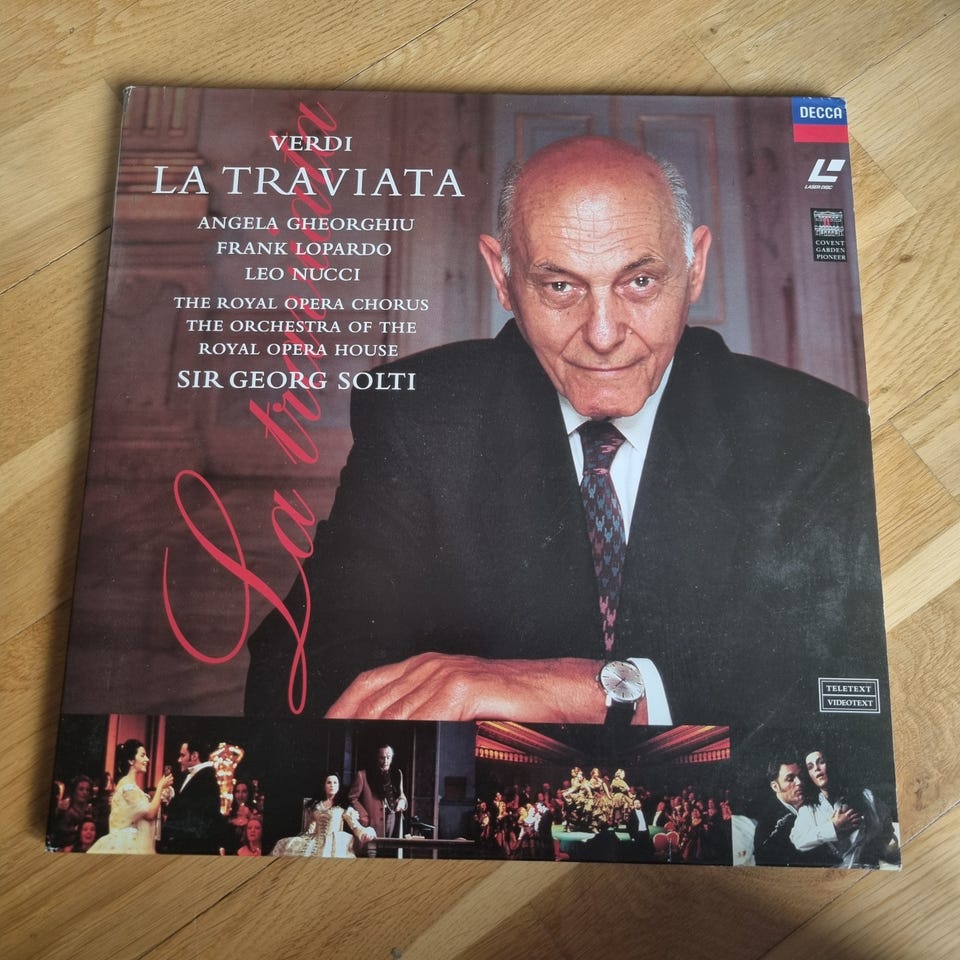 VERDI
LA TRAVIATA
ANGELA GHEORGHIU
FRANK LOPARDO
LEO NUCCI
THE ROYAL OPERA CHORUS
THE ORCHESTRA OF THE
ROYAL OPERA HOUSE
SIR GEORG SOLTI
La traviata
DECCA
LASER DISC
COVENT
GARDEN
PIONEER
TELETEXT
VIDEOTEXT